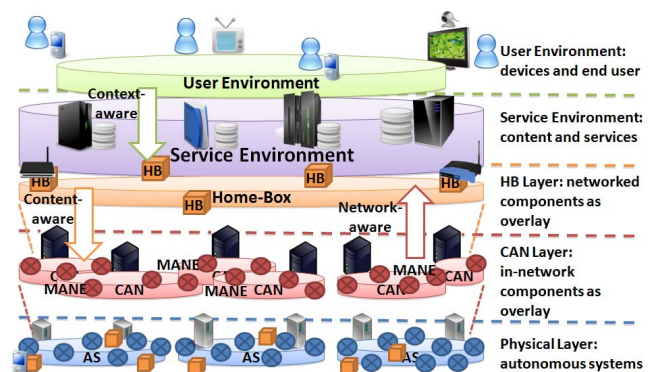 User Environment:
devices and end user
User Environment
Context-
aware
Service Environment:
content and services
Service Environment
HB
HB
HB
HB
HB
Home-Box
HB Layer: networked
components as
overlay
Content-
aware
Network-
aware
CAN Layer:
in-network
components as
overlay
MANE
MANE
CAN
MANE
CAN
MANE
CAN
CAN
Physical Layer:
autonomous systems
AS
AS
AS